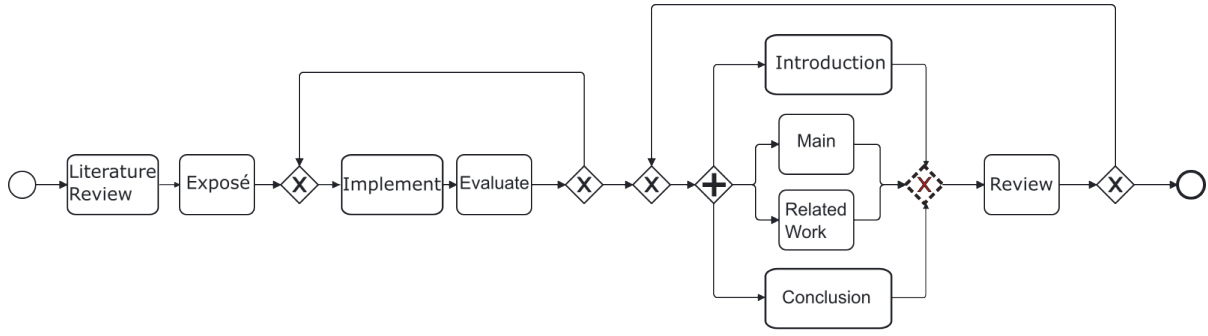 Introduction
Literature
Review
Exposé
X
Implement
Evaluate
X
X
Main
Related
Work
X
Review
X
Conclusion